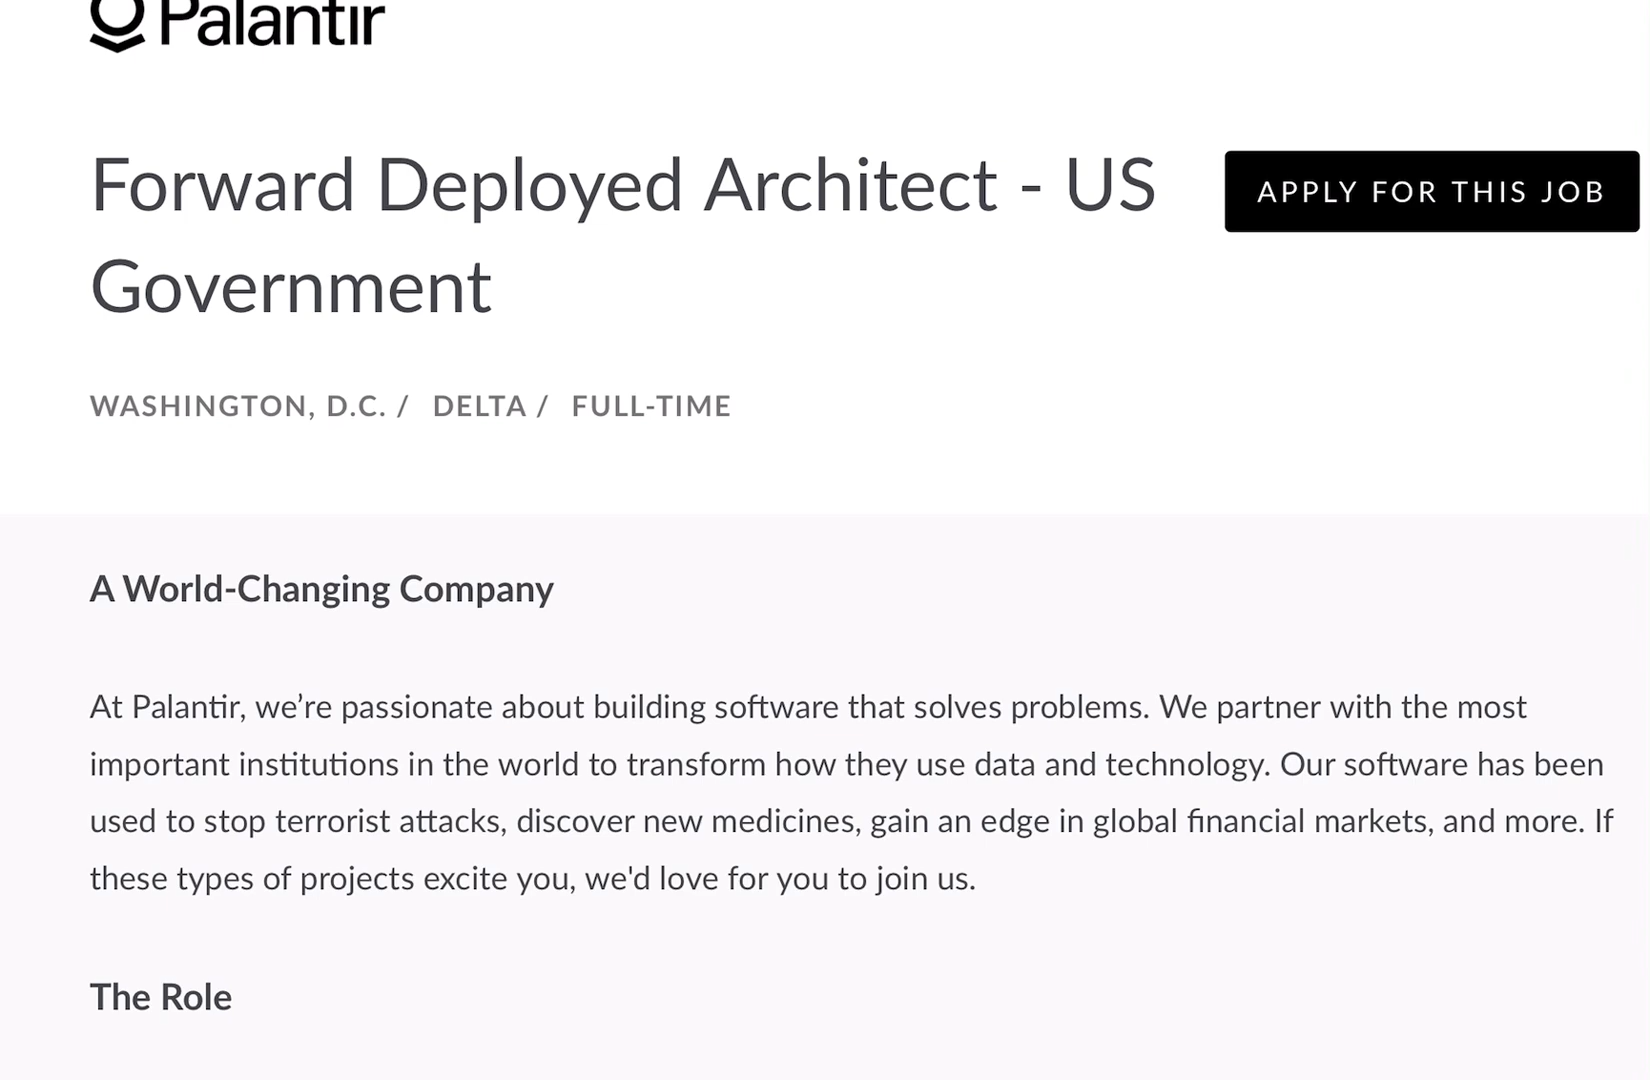 Palantir
Forward Deployed Architect - US
Government
APPLY FOR THIS JOB
WASHINGTON, D.C. / DELTA / FULL-TIME
A World-Changing Company
At Palantir, we’re passionate about building software that solves problems. We partner with the most
important institutions in the world to transform how they use data and technology. Our software has been
used to stop terrorist attacks, discover new medicines, gain an edge in global financial markets, and more. If
these types of projects excite you, we'd love for you to join us.
The Role